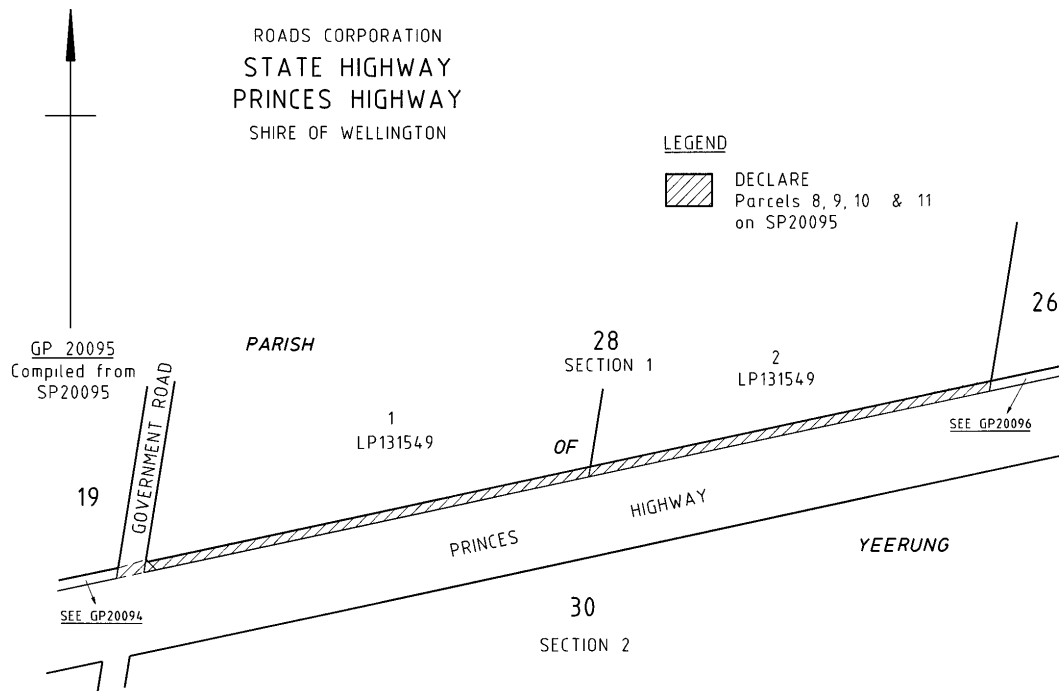 ROADS CORPORATION
STATE HIGHWAY
PRINCES HIGHWAY
SHIRE OF WELLINGTON
LEGEND
DECLARE
Parcels 8, 9, 10 & 11
on SP20095
GP 20095
Compiled from
SP20095
PARISH
28
SECTION 1
26
2
LP131549
1
LP131549
GOVERNMENT ROAD
OF
SEE GP20096
19
PRINCES HIGHWAY
YEERUNG
SEE GP20094
30
SECTION 2